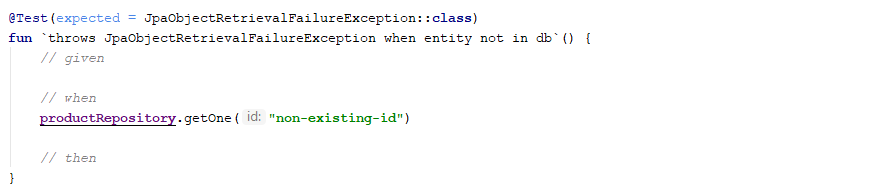 @Test(expected = JpaObjectRetrievalFailureException::class)
fun `throws JpaObjectRetrievalFailureException when entity not in db`() {
// given
// when
productRepository.getOne( id: "non-existing-id")
// then
}